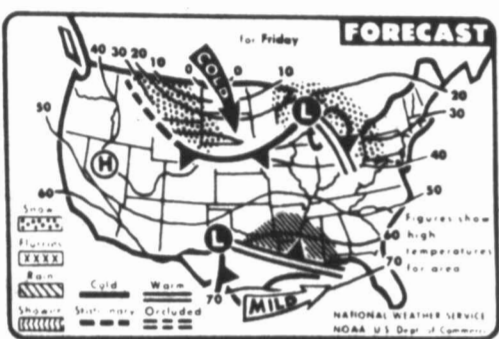 FORECAST
for Friday
40 30 20 10 0 0 10
COLD
20
30
L
50
40
H
50
60
Snow
Flurries
Rain
Showers
Cold Warm
Stationary Occluded
L
70
MILD
60
70
Figures show
high
temperatures
for area
NATIONAL WEATHER SERVICE
NOAA U S Dept of Commerce